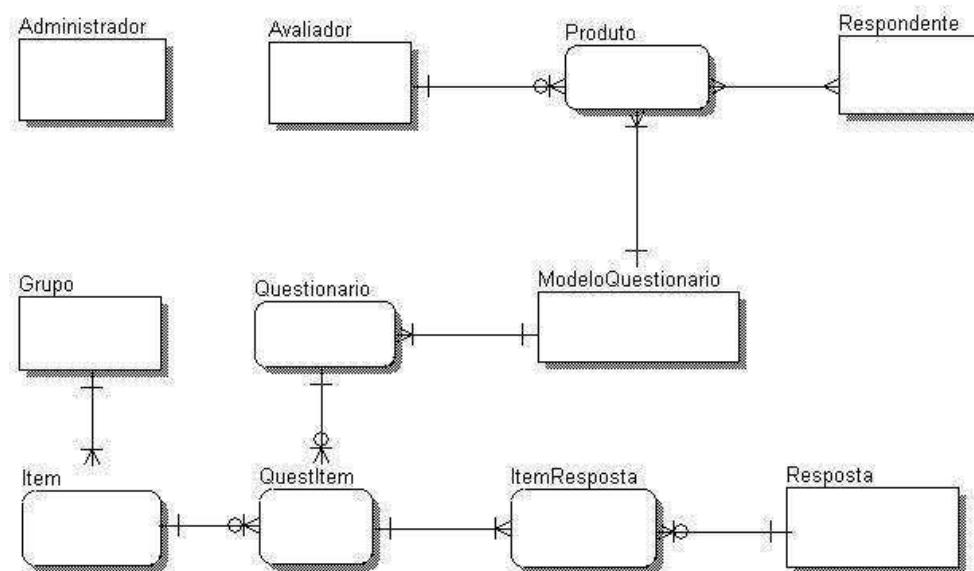 Administrador
Avaliador
Produto
Respondente
Grupo
Questionario
ModeloQuestionario
Item
QuestItem
ItemResposta
Resposta